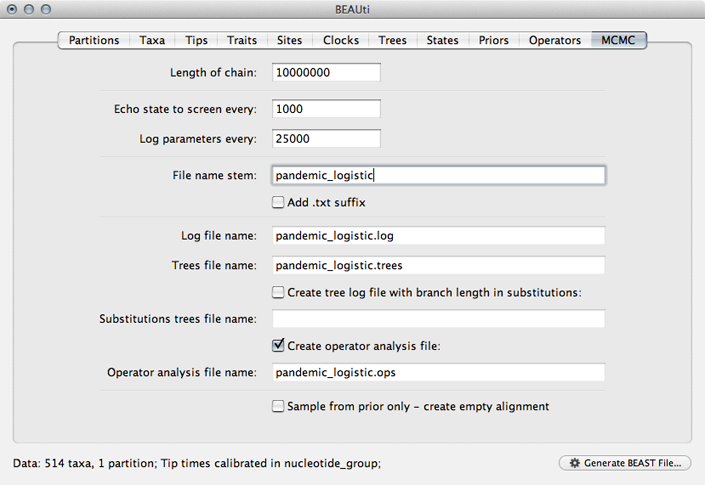 BEAUti
Partitions Taxa Tips Traits Sites Clocks Trees States Priors Operators MCMC
Length of chain: 10000000
Echo state to screen every: 1000
Log parameters every: 25000
File name stem: pandemic_logistic
Add .txt suffix
Log file name: pandemic_logistic.log
Trees file name: pandemic_logistic.trees
Create tree log file with branch length in substitutions:
Substitutions trees file name:
Create operator analysis file:
Operator analysis file name: pandemic_logistic.ops
Sample from prior only - create empty alignment
Data: 514 taxa, 1 partition; Tip times calibrated in nucleotide_group; Generate BEAST File...